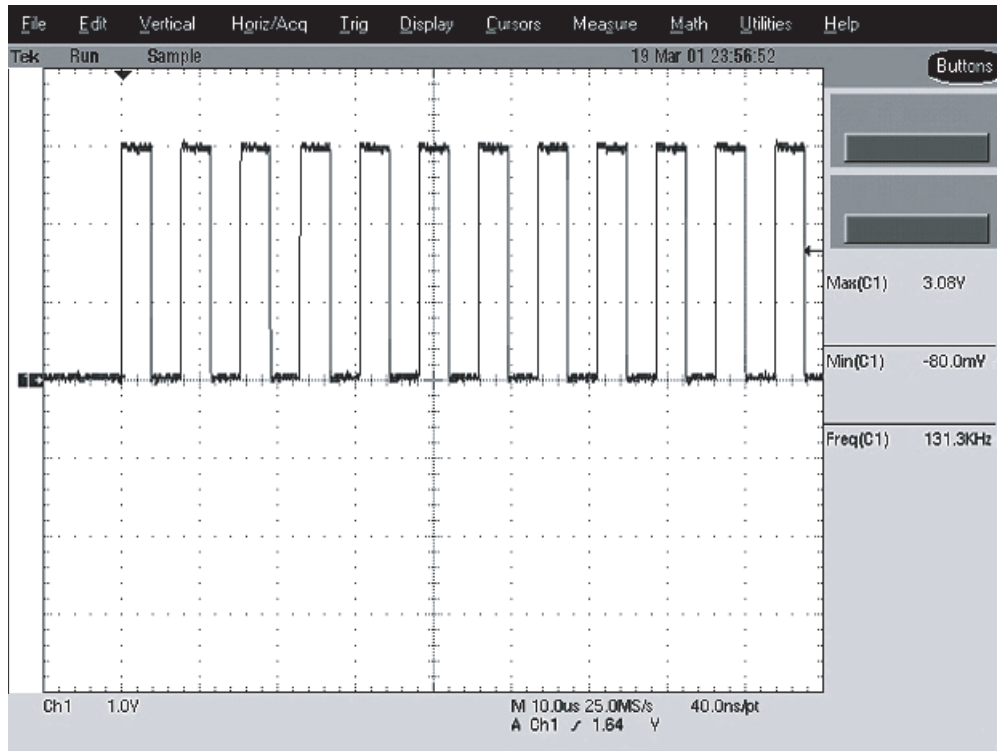 File Edit Vertical Horiz/Acq Trig Display Cursors Measure Math Utilities Help
Tek Run Sample 19 Mar 01 23:56:52
Buttons
Max(C1) 3.08V
Min(C1) -80.0mV
Freq(C1) 131.3KHz
Ch1 1.0V M 10.0us 25.0MS/s 40.0ns/pt
A Ch1 / 1.64 V